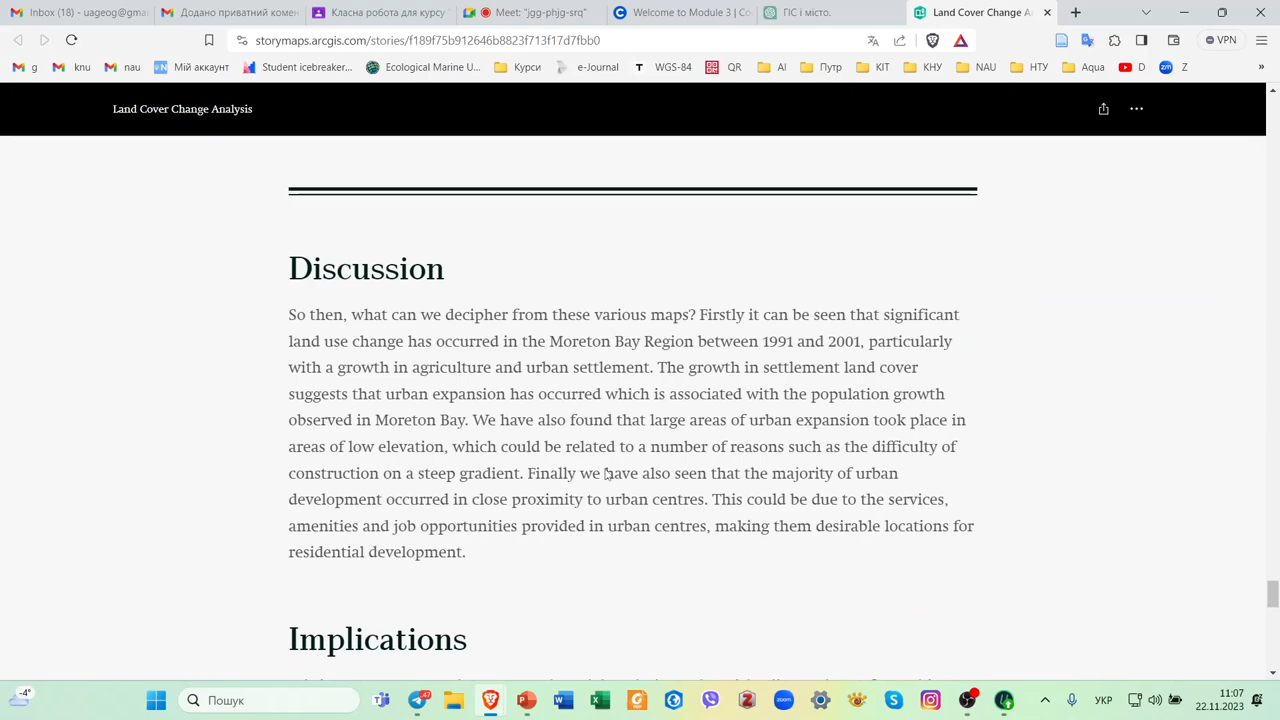 Inbox (18) - uageog@gma
Додано приватний комен
Класна робота для курсу
Meet: "jgg-phjg-srq"
Welcome to Module 3 | Co
ГІС і місто.
Land Cover Change A
storymaps.arcgis.com/stories/f189f75b912646b8823f713f17d7fbb0
VPN
g
knu
nau
Мій аккаунт
Student icebreaker...
Ecological Marine U...
Курси
e-Journal
T WGS-84
QR
AI
Путр
КІТ
КНУ
NAU
НТУ
Aqua
D
zm Z
»
Land Cover Change Analysis
Discussion
So then, what can we decipher from these various maps? Firstly it can be seen that significant
land use change has occurred in the Moreton Bay Region between 1991 and 2001, particularly
with a growth in agriculture and urban settlement. The growth in settlement land cover
suggests that urban expansion has occurred which is associated with the population growth
observed in Moreton Bay. We have also found that large areas of urban expansion took place in
areas of low elevation, which could be related to a number of reasons such as the difficulty of
construction on a steep gradient. Finally we have also seen that the majority of urban
development occurred in close proximity to urban centres. This could be due to the services,
amenities and job opportunities provided in urban centres, making them desirable locations for
residential development.
Implications
-4°
Пошук
47
zoom
УКР
11:07
22.11.2023